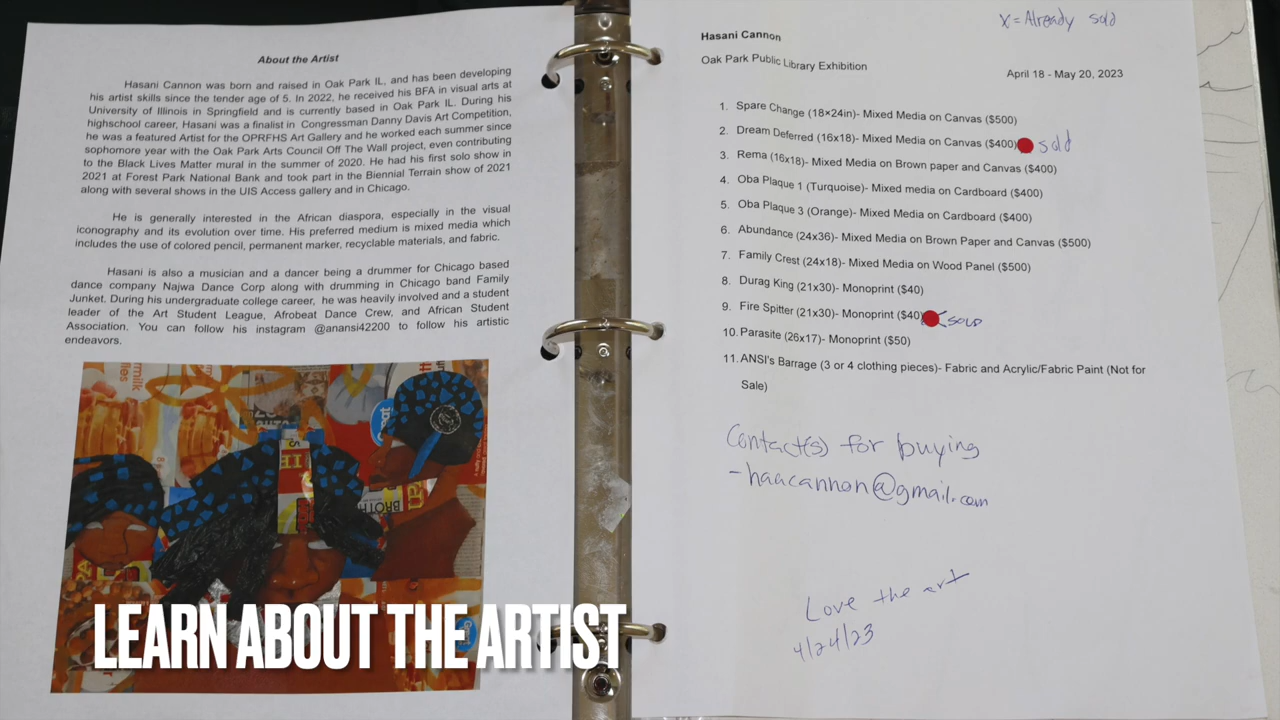 About the Artist
Hasani Cannon was born and raised in Oak Park IL, and has been developing
his artist skills since the tender age of 5. In 2022, he received his BFA in visual arts at
University of Illinois in Springfield and is currently based in Oak Park IL. During his
highschool career, Hasani was a finalist in Congressman Danny Davis Art Competition,
he was a featured Artist for the OPRFHS Art Gallery and he worked each summer since
sophomore year with the Oak Park Arts Council Off The Wall project, even contributing
to the Black Lives Matter mural in the summer of 2020. He had his first solo show in
2021 at Forest Park National Bank and took part in the Biennial Terrain show of 2021
along with several shows in the UIS Access gallery and in Chicago.
He is generally interested in the African diaspora, especially in the visual
iconography and its evolution over time. His preferred medium is mixed media which
includes the use of colored pencil, permanent marker, recyclable materials, and fabric.
Hasani is also a musician and a dancer being a drummer for Chicago based
dance company Najwa Dance Corp along with drumming in Chicago band Family
Junket. During his undergraduate college career, he was heavily involved and a student
leader of the Art Student League, Afrobeat Dance Crew, and African Student
Association. You can follow his instagram @anansi42200 to follow his artistic
endeavors.
LEARN ABOUT THE ARTIST
x = Already sold
Hasani Cannon
Oak Park Public Library Exhibition
April 18 - May 20, 2023
1. Spare Change (18×24in)- Mixed Media on Canvas ($500)
2. Dream Deferred (16x18)- Mixed Media on Canvas ($400) sold
3. Rema (16x18)- Mixed Media on Brown paper and Canvas ($400)
4. Oba Plaque 1 (Turquoise)- Mixed media on Cardboard ($400)
5. Oba Plaque 3 (Orange)- Mixed Media on Cardboard ($400)
6. Abundance (24x36)- Mixed Media on Brown Paper and Canvas ($500)
7. Family Crest (24x18)- Mixed Media on Wood Panel ($500)
8. Durag King (21x30)- Monoprint ($40)
9. Fire Spitter (21x30)- Monoprint ($40) SOLD
10. Parasite (26x17)- Monoprint ($50)
11. ANSI's Barrage (3 or 4 clothing pieces)- Fabric and Acrylic/Fabric Paint (Not for
Sale)
Contact(s) for buying
- haacannon@gmail.com
Love the art
4/24/23